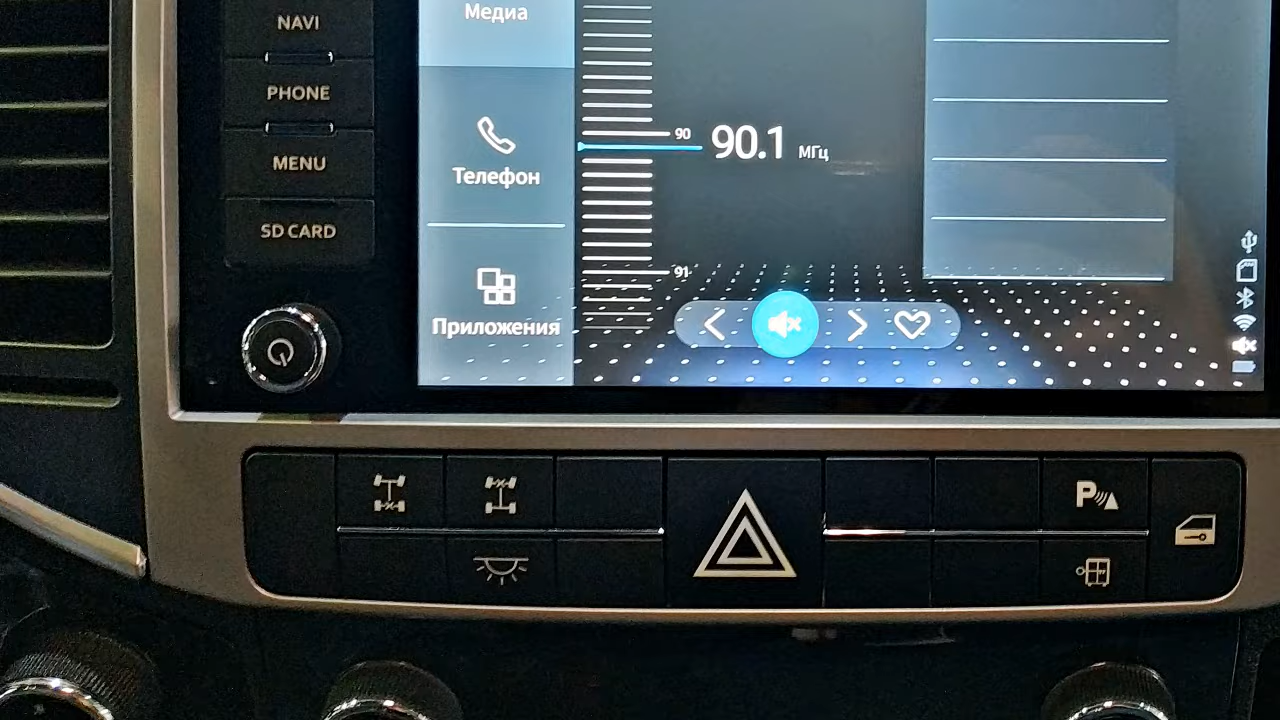 NAVI
PHONE
MENU
SD CARD
Медиа
Телефон
Приложения
90
90.1 МГц
91
P